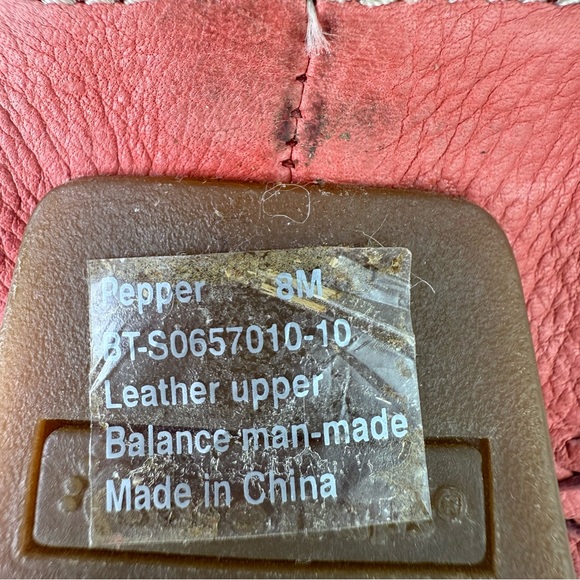 Pepper 8M
BT-S0657010-10
Leather upper
Balance man-made
Made in China